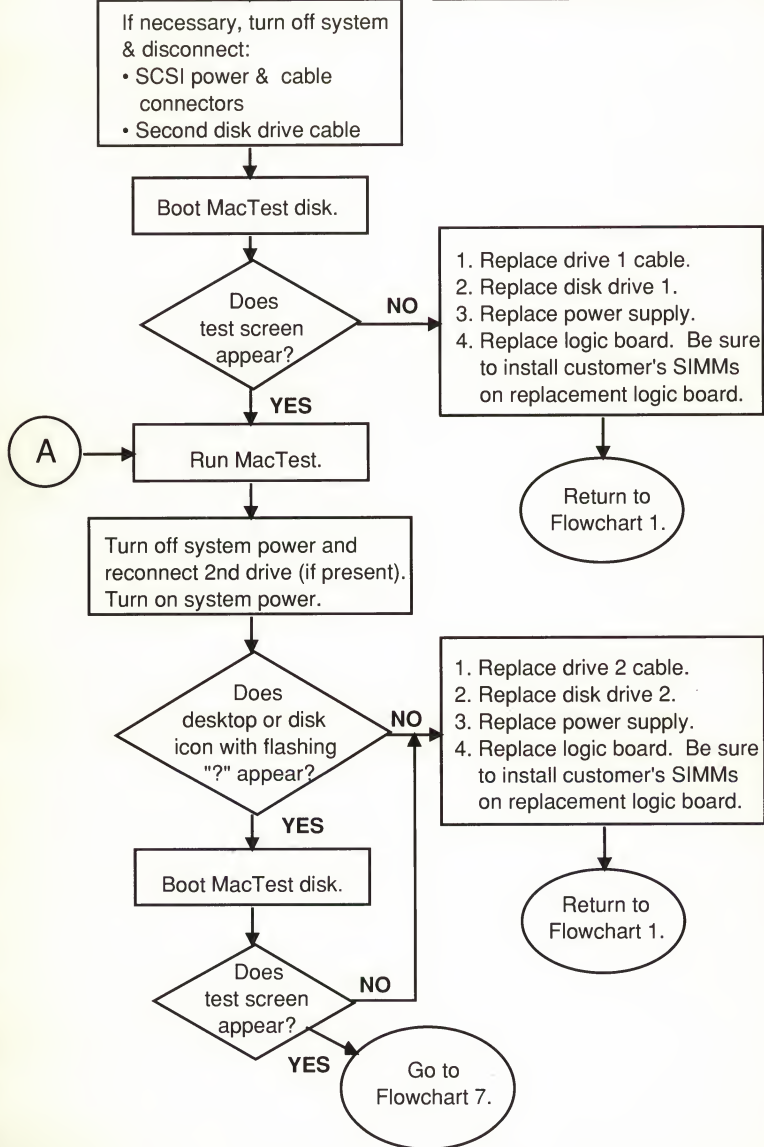 If necessary, turn off system
& disconnect:
• SCSI power & cable
connectors
• Second disk drive cable
Boot MacTest disk.
Does
test screen
appear?
NO
1. Replace drive 1 cable.
2. Replace disk drive 1.
3. Replace power supply.
4. Replace logic board. Be sure
to install customer's SIMMs
on replacement logic board.
YES
A
Run MacTest.
Return to
Flowchart 1.
Turn off system power and
reconnect 2nd drive (if present).
Turn on system power.
Does
desktop or disk
icon with flashing
"?" appear?
NO
1. Replace drive 2 cable.
2. Replace disk drive 2.
3. Replace power supply.
4. Replace logic board. Be sure
to install customer's SIMMs
on replacement logic board.
YES
Boot MacTest disk.
Return to
Flowchart 1.
Does
test screen
appear?
NO
YES
Go to
Flowchart 7.